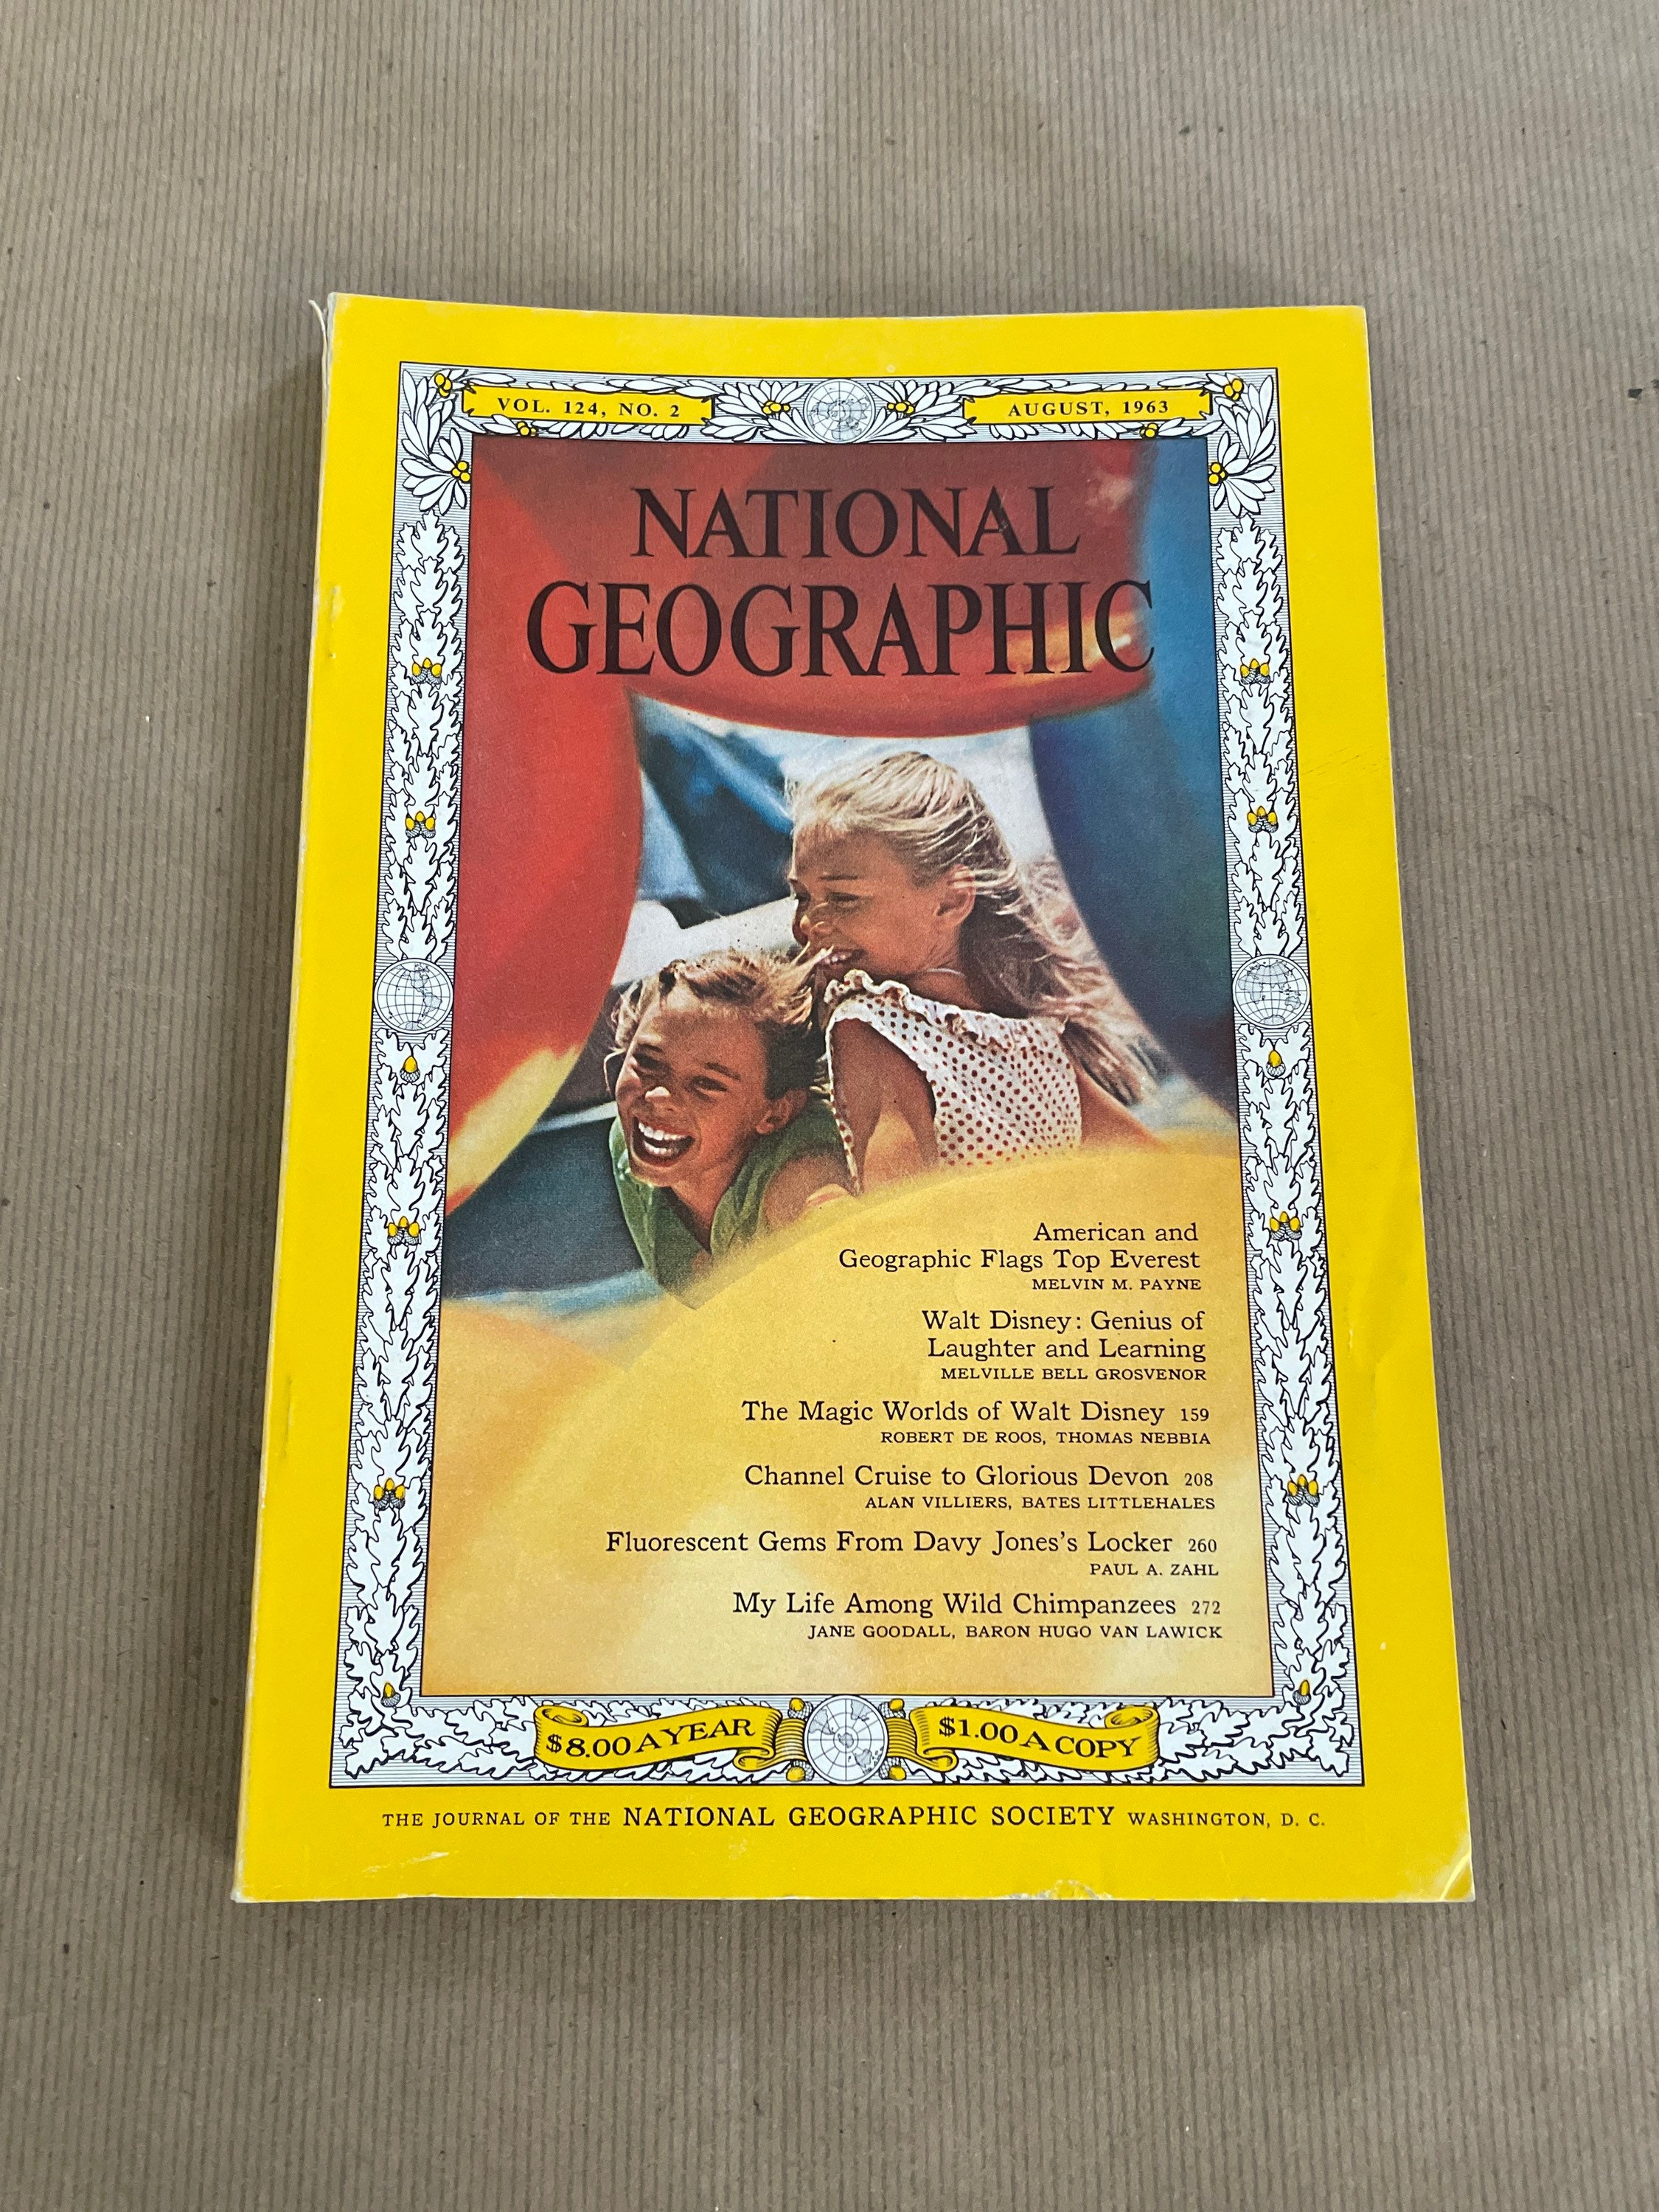 VOL. 124, NO. 2
AUGUST, 1963
NATIONAL
GEOGRAPHIC
American and
Geographic Flags Top Everest
MELVIN M. PAYNE
Walt Disney: Genius of
Laughter and Learning
MELVILLE BELL GROSVENOR
The Magic Worlds of Walt Disney 159
ROBERT DE ROOS, THOMAS NEBBIA
Channel Cruise to Glorious Devon 208
ALAN VILLIERS, BATES LITTLEHALES
Fluorescent Gems From Davy Jones's Locker 260
PAUL A. ZAHL
My Life Among Wild Chimpanzees 272
JANE GOODALL, BARON HUGO VAN LAWICK
$8.00 A YEAR
$1.00 A COPY
THE JOURNAL OF THE NATIONAL GEOGRAPHIC SOCIETY WASHINGTON, D. C.